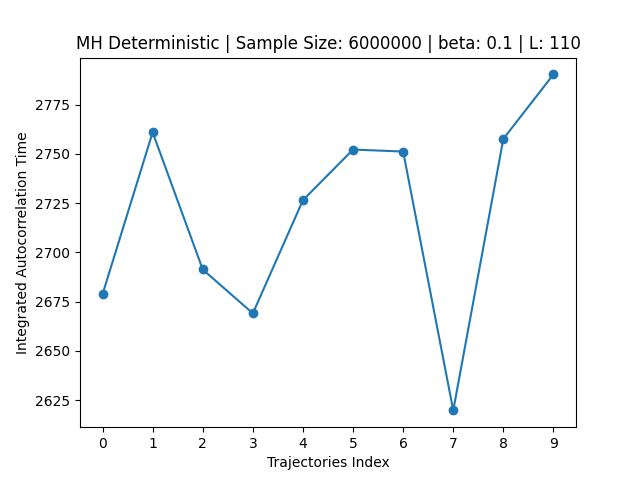 MH Deterministic | Sample Size: 6000000 | beta: 0.1 | L: 110
Integrated Autocorrelation Time
2775
2750
2725
2700
2675
2650
2625
0 1 2 3 4 5 6 7 8 9
Trajectories Index